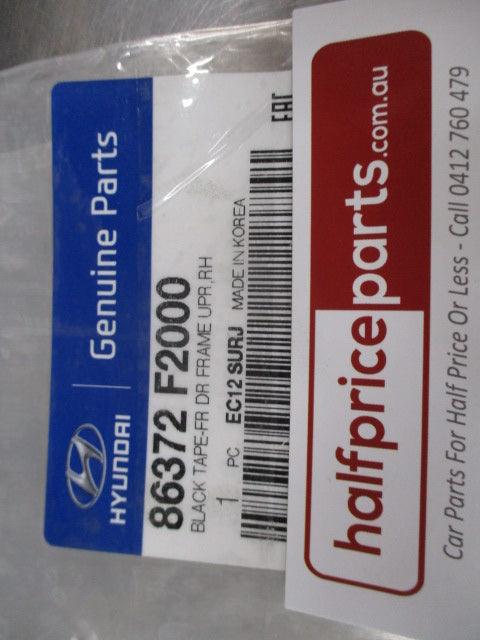 HYUNDAI | Genuine Parts
86372 F2000
BLACK TAPE-FR DR FRAME UPR,RH
1 PC EC12 SURJ MADE IN KOREA
EAC
halfpriceparts.com.au
Car Parts For Half Price Or Less - Call 0412 760 479